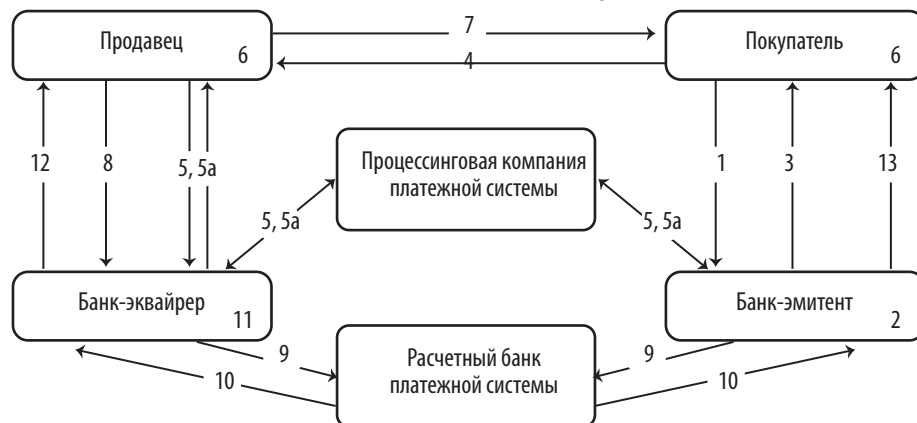 7
Продавец
Покупатель
6
4
6
12
8
5, 5а
Процессинговая компания
платежной системы
1
3
13
5, 5а
5, 5а
Банк-эквайрер
11
Банк-эмитент
2
9
Расчетный банк
платежной системы
9
10
10